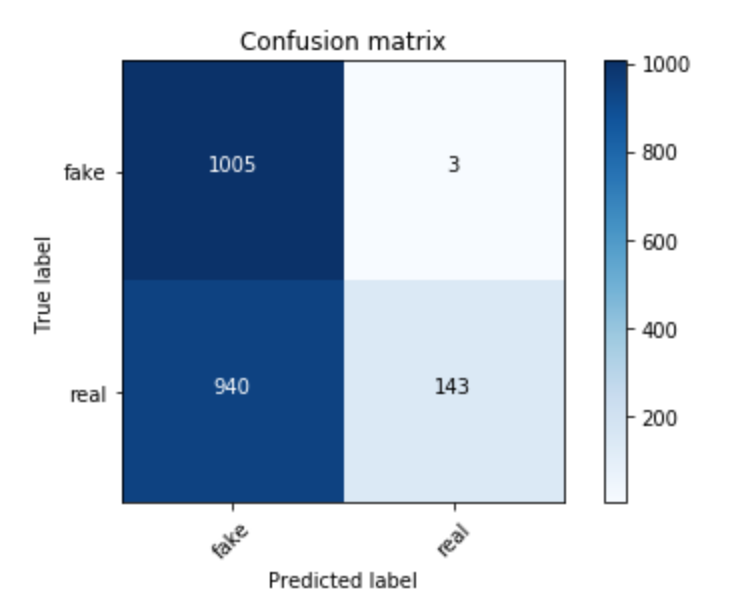 Confusion matrix
1000
800
600
400
200
fake
real
True label
1005
3
940
143
fake
real
Predicted label